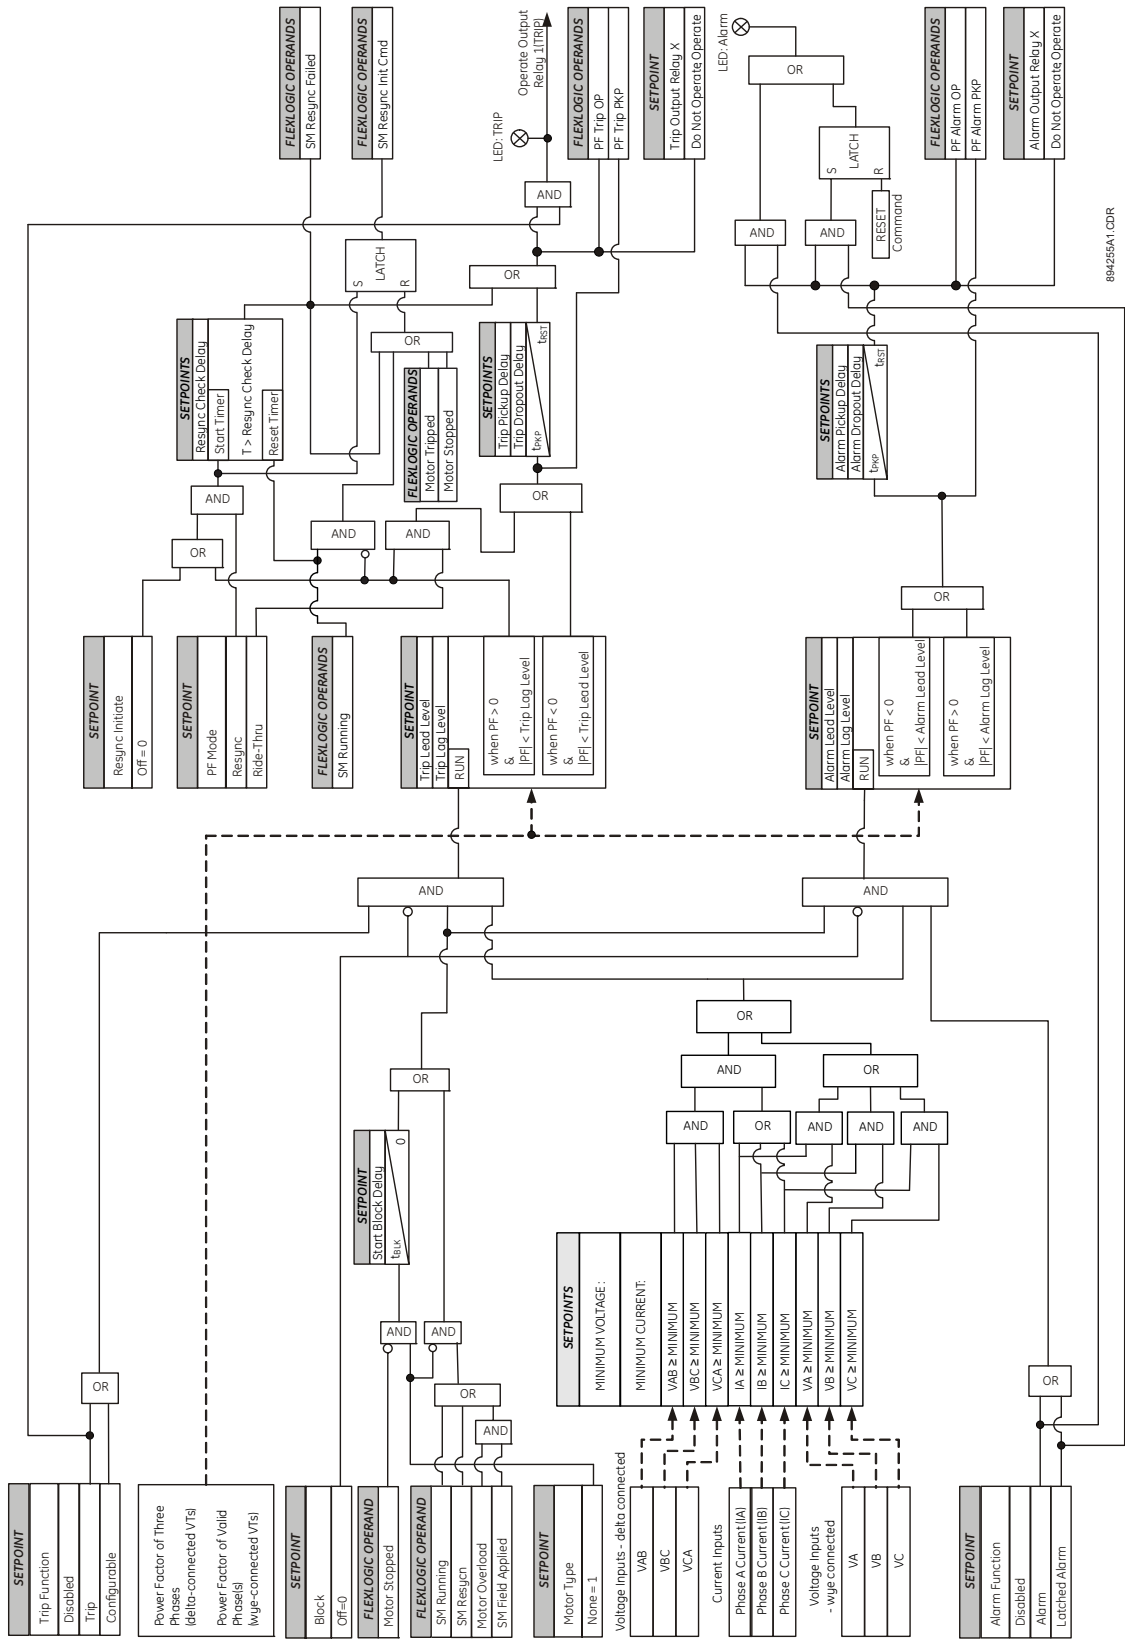 SETPOINT
Trip Function
Disabled
Trip
Configurable
Power Factor of Three
Phases
(delta-connected VTs)
Power Factor of Valid
Phase(s)
(wye-connected VTs)
SETPOINT
Block
Off=0
FLEXLOGIC OPERAND
Motor Stopped
FLEXLOGIC OPERAND
SM Running
SM Resycn
Motor Overload
SM Field Applied
SETPOINT
Motor Type
None = 1
Voltage Inputs - delta connected
VAB
VBC
VCA
Current Inputs
Phase A Current (IA)
Phase B Current (IB)
Phase C Current (IC)
Voltage Inputs
- wye connected
VA
VB
VC
SETPOINT
Alarm Function
Disabled
Alarm
Latched Alarm
OR
AND
AND
OR
AND
OR
SETPOINT
Start Block Delay
tBLK
0
OR
SETPOINTS
MINIMUM VOLTAGE :
MINIMUM CURRENT:
VAB ≥ MINIMUM
VBC ≥ MINIMUM
VCA ≥ MINIMUM
IA ≥ MINIMUM
IB ≥ MINIMUM
IC ≥ MINIMUM
VA ≥ MINIMUM
VB ≥ MINIMUM
VC ≥ MINIMUM
AND
OR
AND
AND
AND
AND
OR
OR
AND
AND
SETPOINT
Resync Initiate
Off = 0
SETPOINT
PF Mode
Resync
Ride-Thru
FLEXLOGIC OPERANDS
SM Running
SETPOINT
Trip Lead Level
Trip Lag Level
RUN
when PF > 0
&
|PF| < Trip Lag Level
when PF < 0
&
|PF| < Trip Lead Level
SETPOINT
Alarm Lead Level
Alarm Lag Level
RUN
when PF < 0
&
|PF| < Alarm Lead Level
when PF > 0
&
|PF| < Alarm Lag Level
OR
AND
AND
AND
OR
OR
SETPOINTS
Resync Check Delay
Start Timer
T > Resync Check Delay
Reset Timer
FLEXLOGIC OPERANDS
Motor Tripped
Motor Stopped
OR
SETPOINTS
Trip Pickup Delay
Trip Dropout Delay
tPKP
tRST
SETPOINTS
Alarm Pickup Delay
Alarm Dropout Delay
tPKP
tRST
S
LATCH
R
OR
AND
AND
AND
RESET
Command
S
LATCH
R
OR
FLEXLOGIC OPERANDS
SM Resync Failed
FLEXLOGIC OPERANDS
SM Resync Init Cmd
LED: TRIP
Operate Output
Relay 1(TRIP)
FLEXLOGIC OPERANDS
PF Trip OP
PF Trip PKP
SETPOINT
Trip Output Relay X
Do Not Operate, Operate
LED: Alarm
FLEXLOGIC OPERANDS
PF Alarm OP
PF Alarm PKP
SETPOINT
Alarm Output Relay X
Do Not Operate, Operate
894255A1.CDR